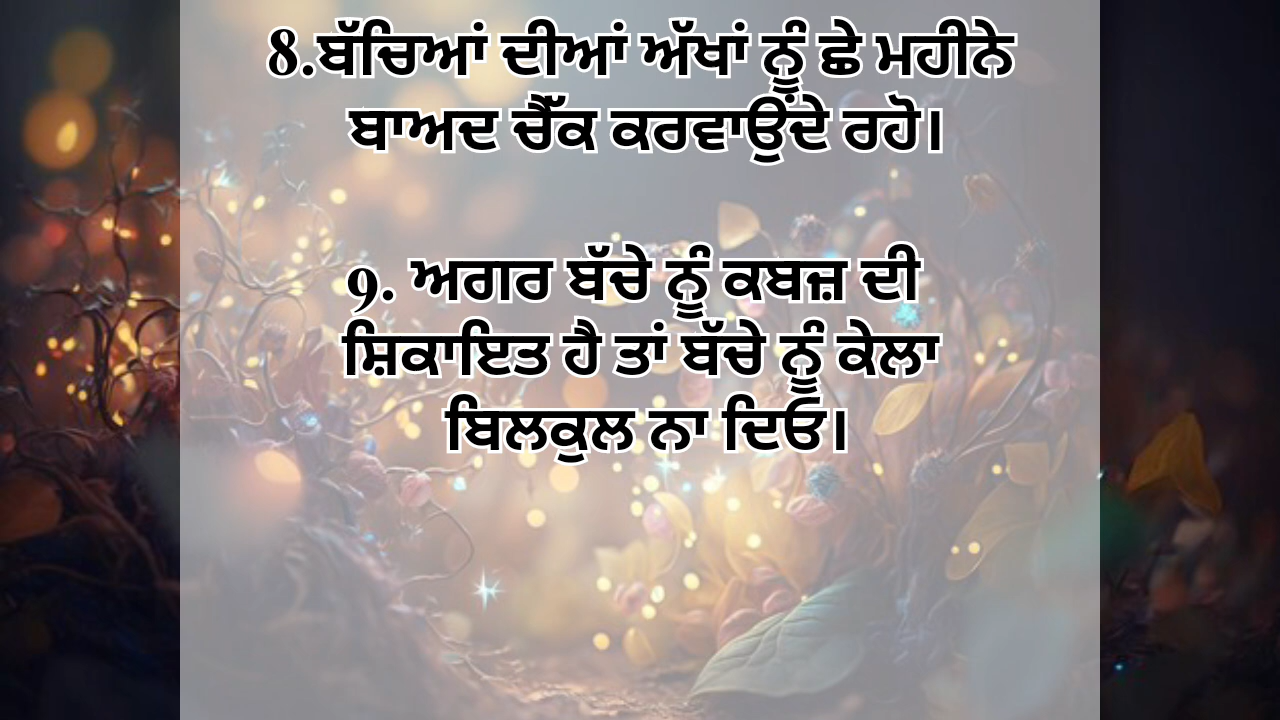 8.ਬੱਚਿਆਂ ਦੀਆਂ ਅੱਖਾਂ ਨੂੰ ਛੇ ਮਹੀਨੇ
ਬਾਅਦ ਚੈੱਕ ਕਰਵਾਉਂਦੇ ਰਹੋ।
9. ਅਗਰ ਬੱਚੇ ਨੂੰ ਕਬਜ਼ ਦੀ
ਸ਼ਿਕਾਇਤ ਹੈ ਤਾਂ ਬੱਚੇ ਨੂੰ ਕੇਲਾ
ਬਿਲਕੁਲ ਨਾ ਦਿਓ।